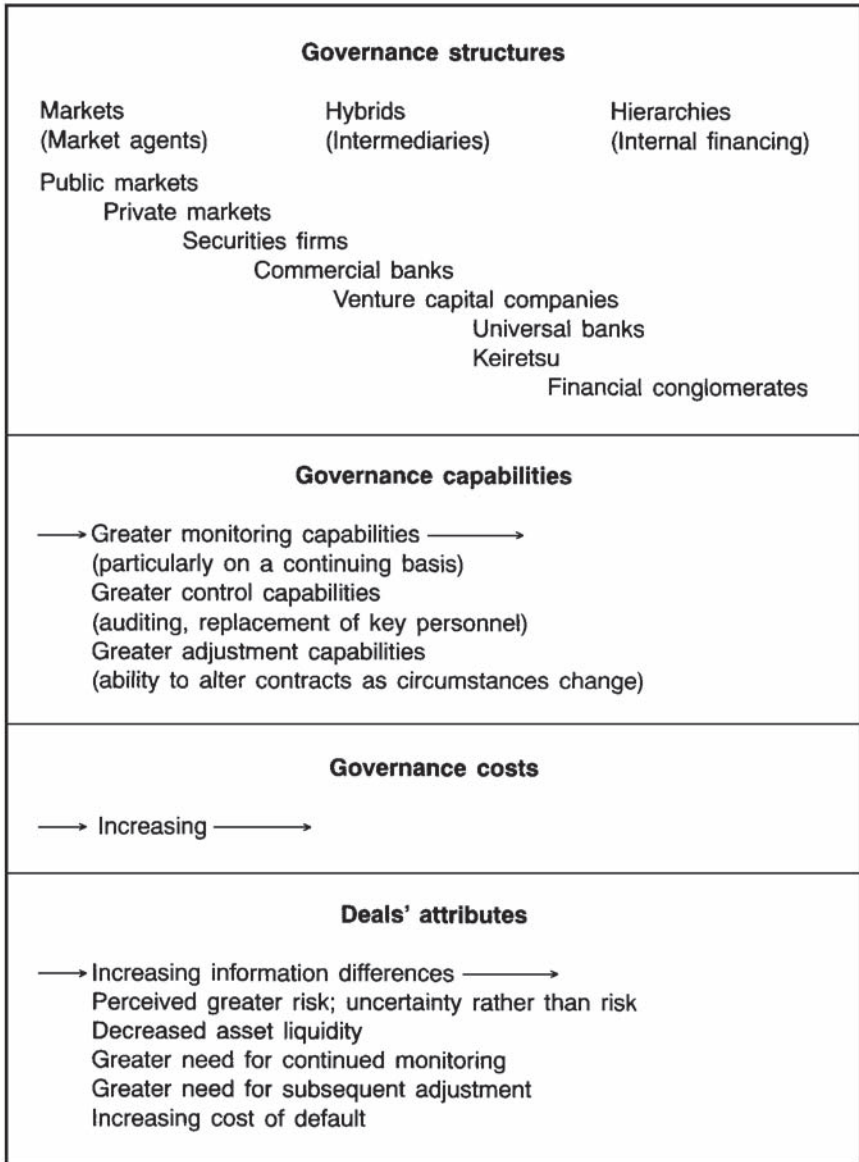 Governance structures
Markets Hybrids Hierarchies
(Market agents) (Intermediaries) (Internal financing)
Public markets
Private markets
Securities firms
Commercial banks
Venture capital companies
Universal banks
Keiretsu
Financial conglomerates
Governance capabilities
Greater monitoring capabilities
(particularly on a continuing basis)
Greater control capabilities
(auditing, replacement of key personnel)
Greater adjustment capabilities
(ability to alter contracts as circumstances change)
Governance costs
Increasing
Deals' attributes
Increasing information differences
Perceived greater risk; uncertainty rather than risk
Decreased asset liquidity
Greater need for continued monitoring
Greater need for subsequent adjustment
Increasing cost of default